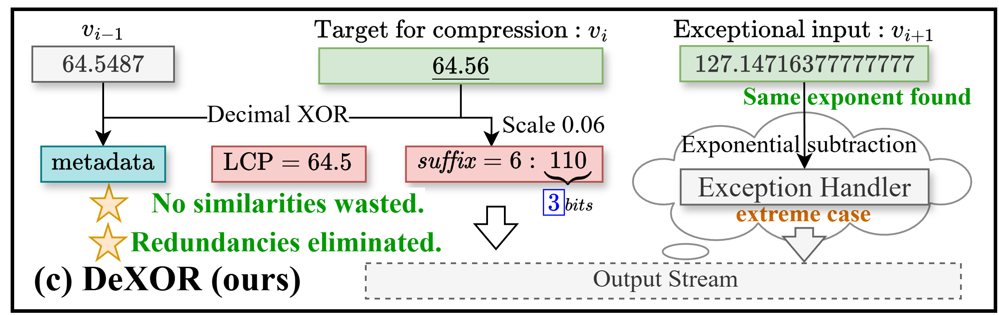 v_{i-1}
64.5487
Target for compression : v_i
64.56
Exceptional input : v_{i+1}
127.14716377777777
Same exponent found
Decimal XOR
Scale 0.06
Exponential subtraction
metadata
LCP = 64.5
suffix = 6 : 110
3 bits
Exception Handler
extreme case
No similarities wasted.
Redundancies eliminated.
(c) DeXOR (ours)
Output Stream